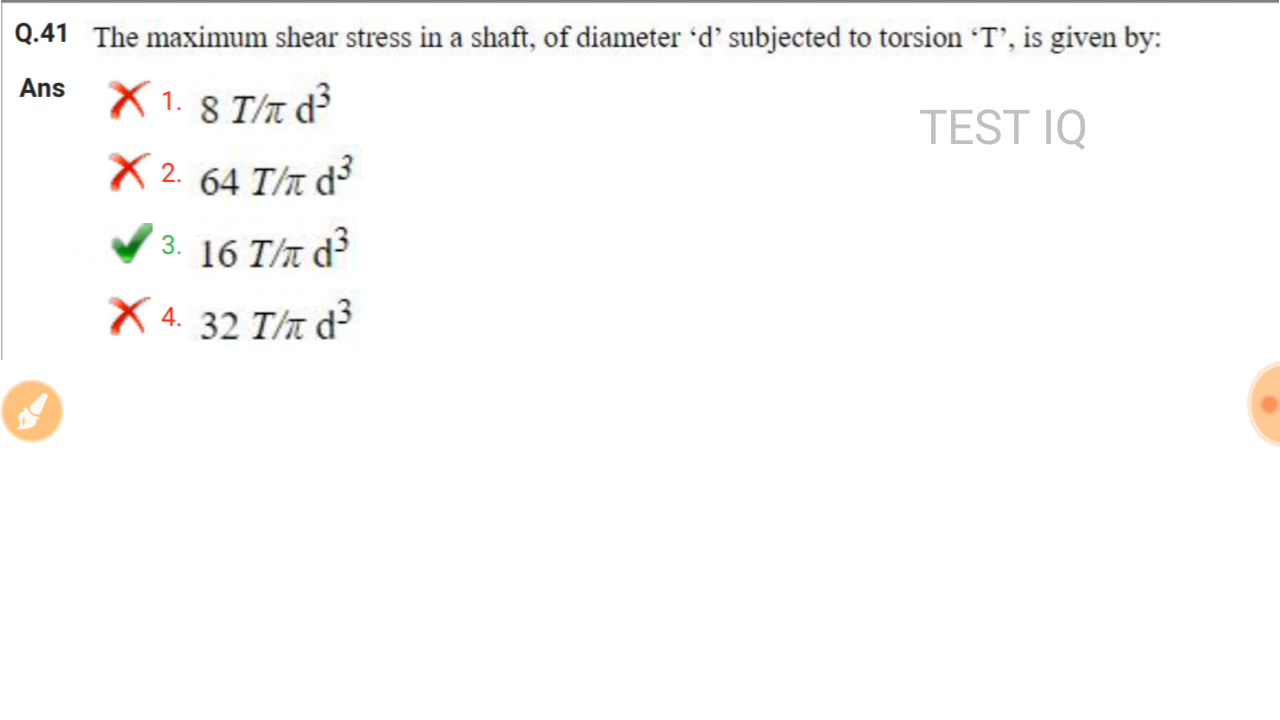 Q.41 The maximum shear stress in a shaft, of diameter ‘d’ subjected to torsion ‘T’, is given by:
Ans 1. 8 T/π d³
TEST IQ
2. 64 T/π d³
3. 16 T/π d³
4. 32 T/π d³